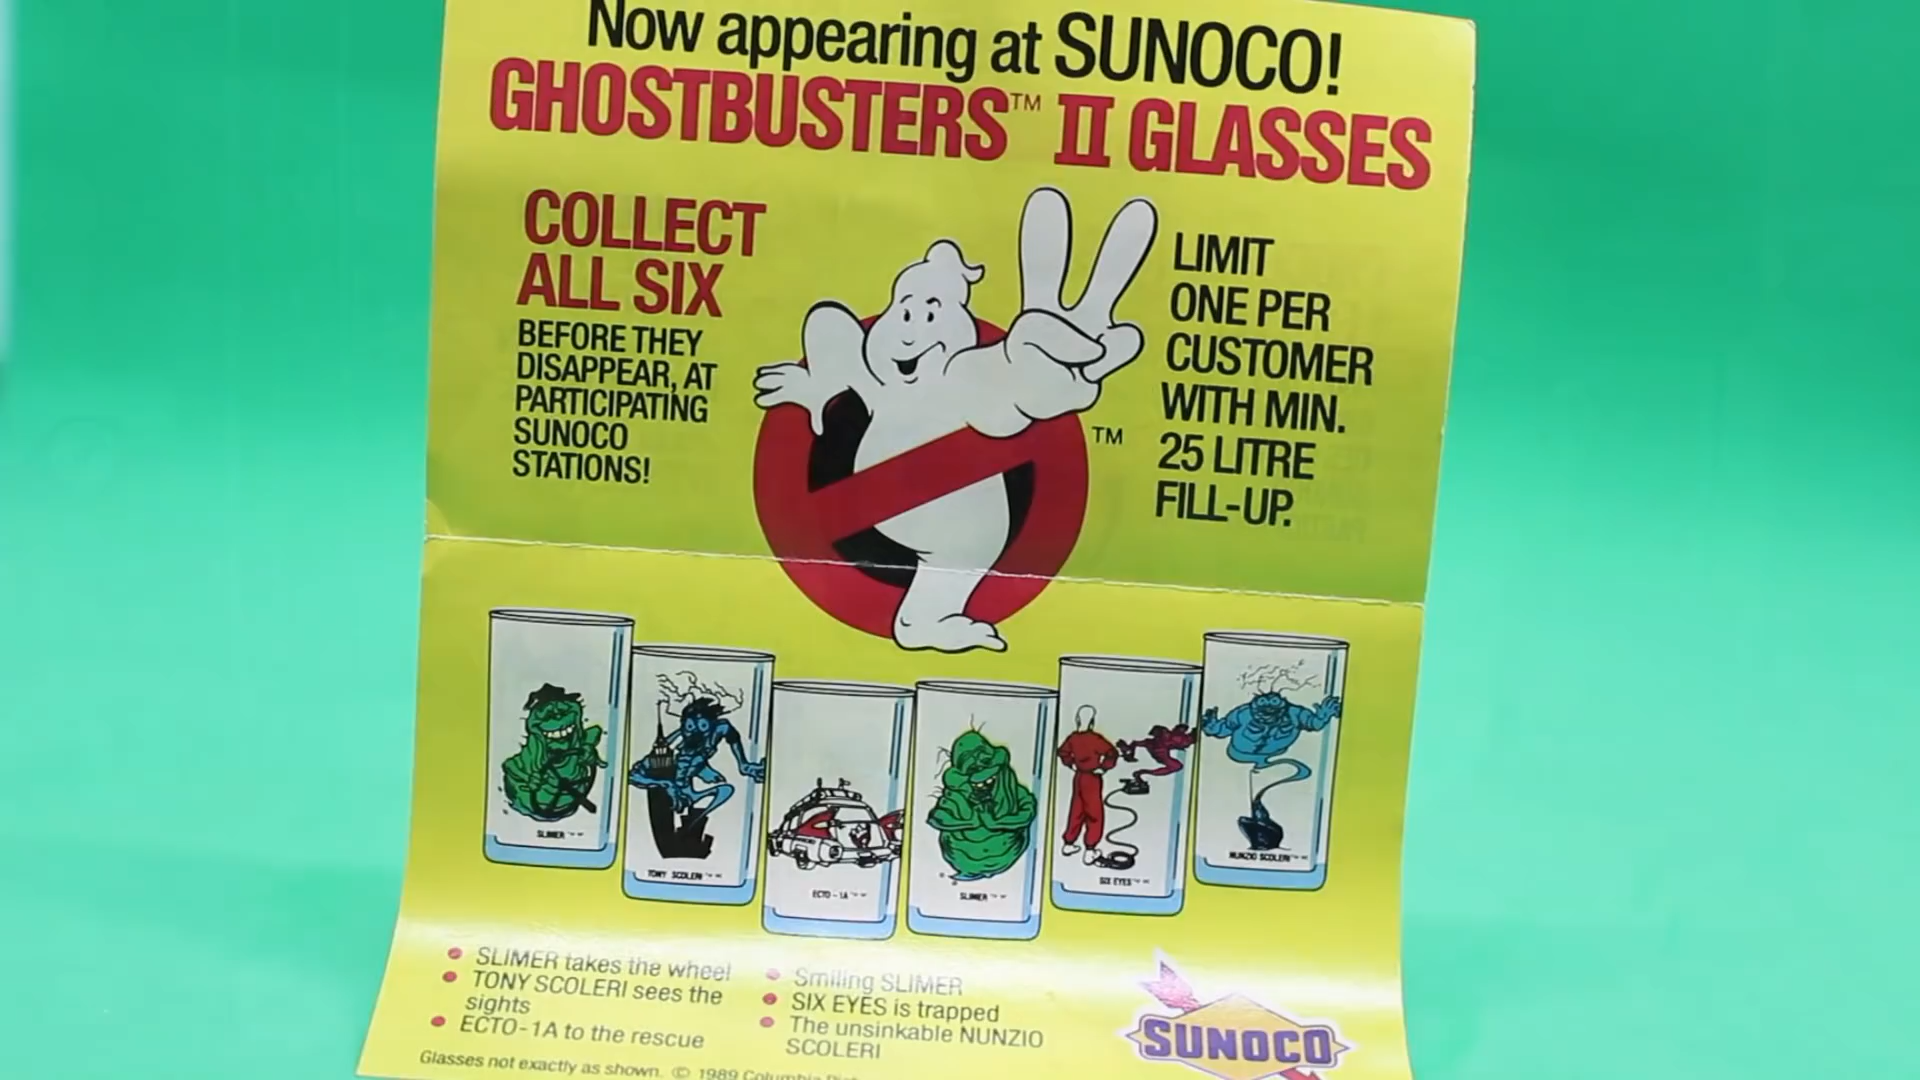 Now appearing at SUNOCO!
GHOSTBUSTERS™ II GLASSES
COLLECT
ALL SIX
BEFORE THEY
DISAPPEAR, AT
PARTICIPATING
SUNOCO
STATIONS!
LIMIT
ONE PER
CUSTOMER
WITH MIN.
25 LITRE
FILL-UP.
TM
SLIMER
TONY SCOLERI
ECTO-1A
SLIMER
SIX EYES
NUNZIO SCOLERI
• SLIMER takes the wheel
• TONY SCOLERI sees the
sights
• ECTO-1A to the rescue
• Smiling SLIMER
• SIX EYES is trapped
• The unsinkable NUNZIO
SCOLERI
SUNOCO
Glasses not exactly as shown. © 1989 Columbia